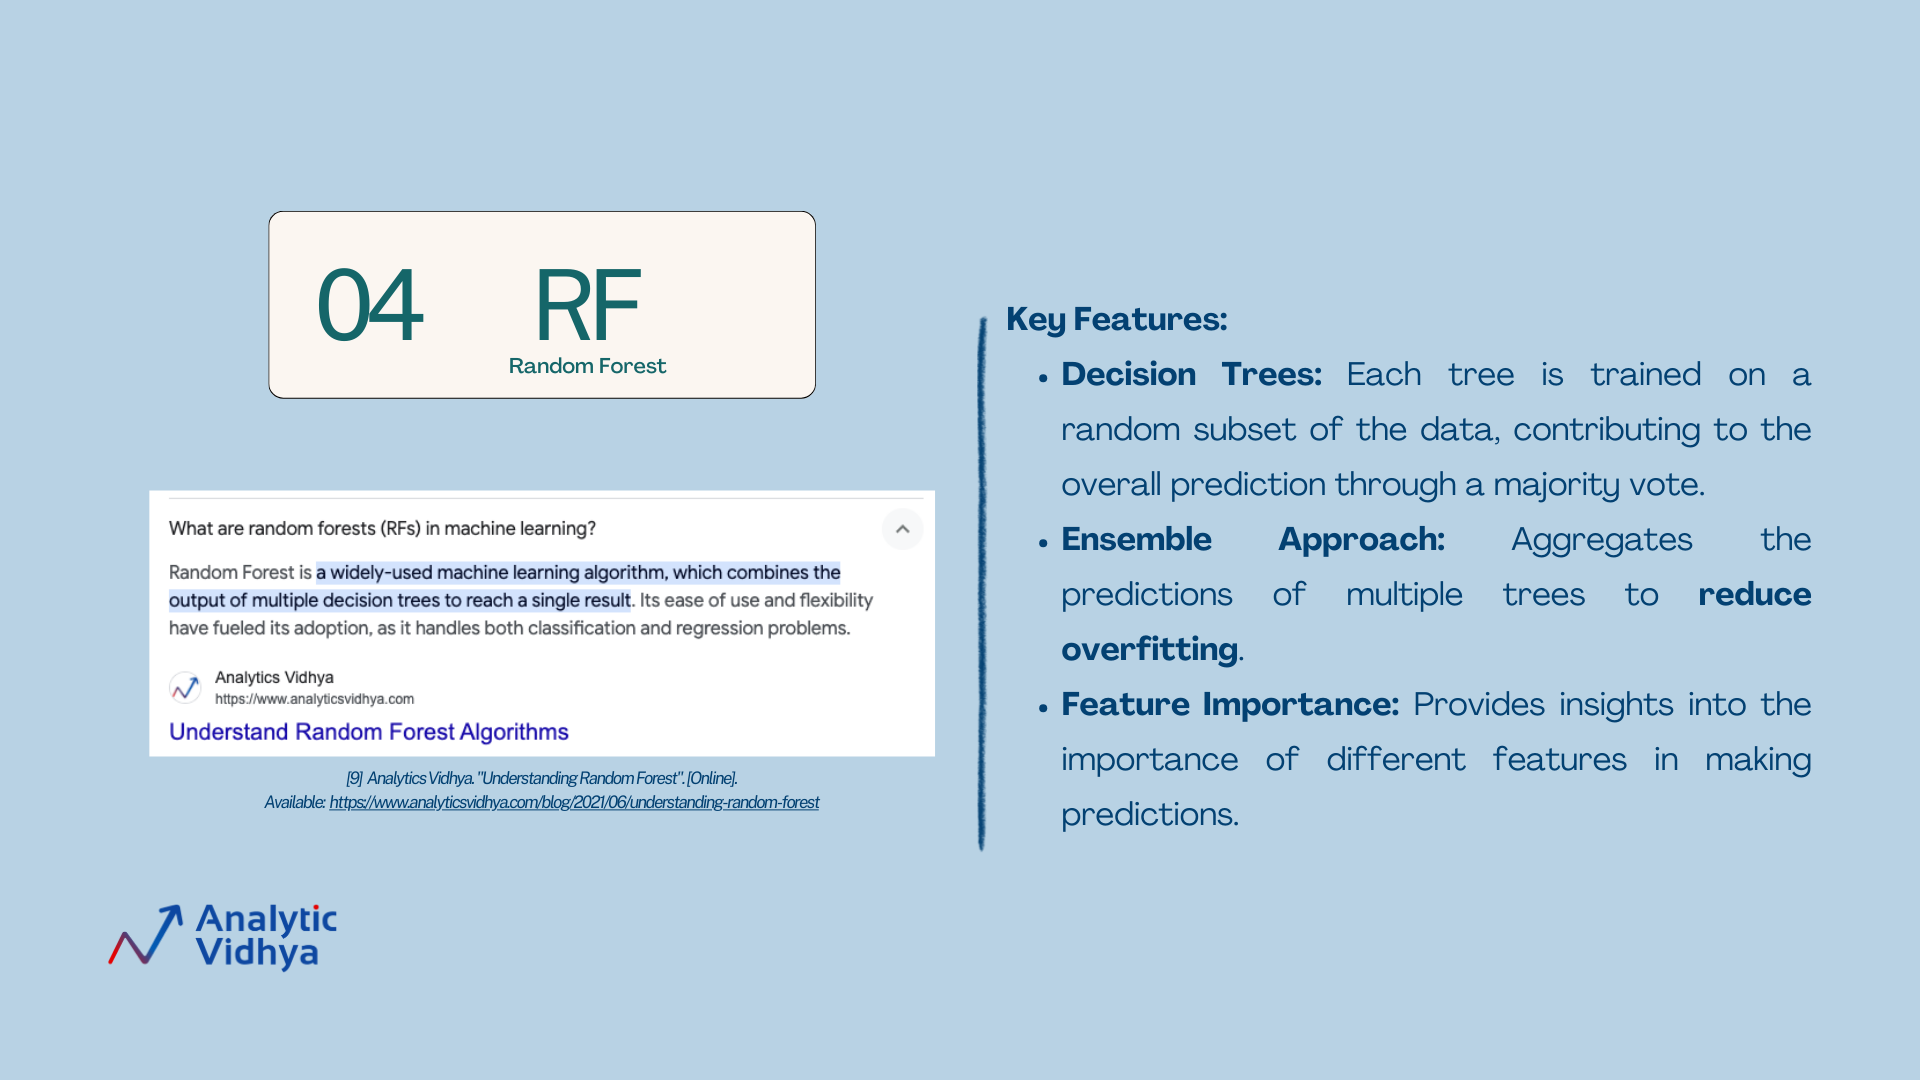 04 RF
Random Forest
What are random forests (RFs) in machine learning?
Random Forest is a widely-used machine learning algorithm, which combines the
output of multiple decision trees to reach a single result. Its ease of use and flexibility
have fueled its adoption, as it handles both classification and regression problems.
Analytics Vidhya
https://www.analyticsvidhya.com
Understand Random Forest Algorithms
[9] Analytics Vidhya. "Understanding Random Forest". [Online].
Available: https://www.analyticsvidhya.com/blog/2021/06/understanding-random-forest
Analytic
Vidhya
Key Features:
• Decision Trees: Each tree is trained on a
random subset of the data, contributing to the
overall prediction through a majority vote.
• Ensemble Approach: Aggregates the
predictions of multiple trees to reduce
overfitting.
• Feature Importance: Provides insights into the
importance of different features in making
predictions.